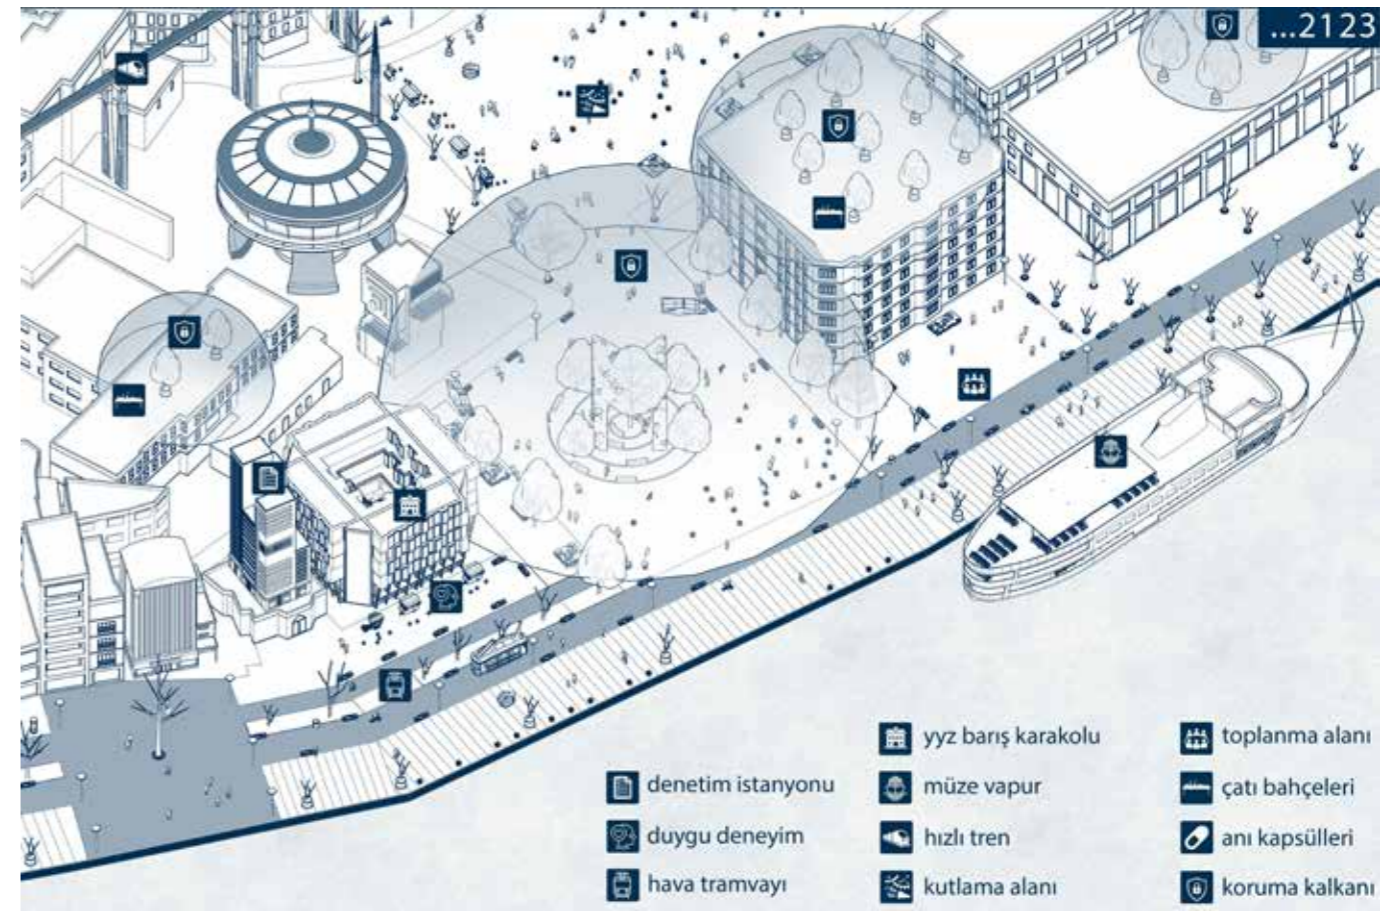 ...2123
denetim istanyonu
duygu deneyim
hava tramvayı
yyz barış karakolu
müze vapur
hızlı tren
kutlama alanı
toplanma alanı
çatı bahçeleri
anı kapsülleri
koruma kalkanı